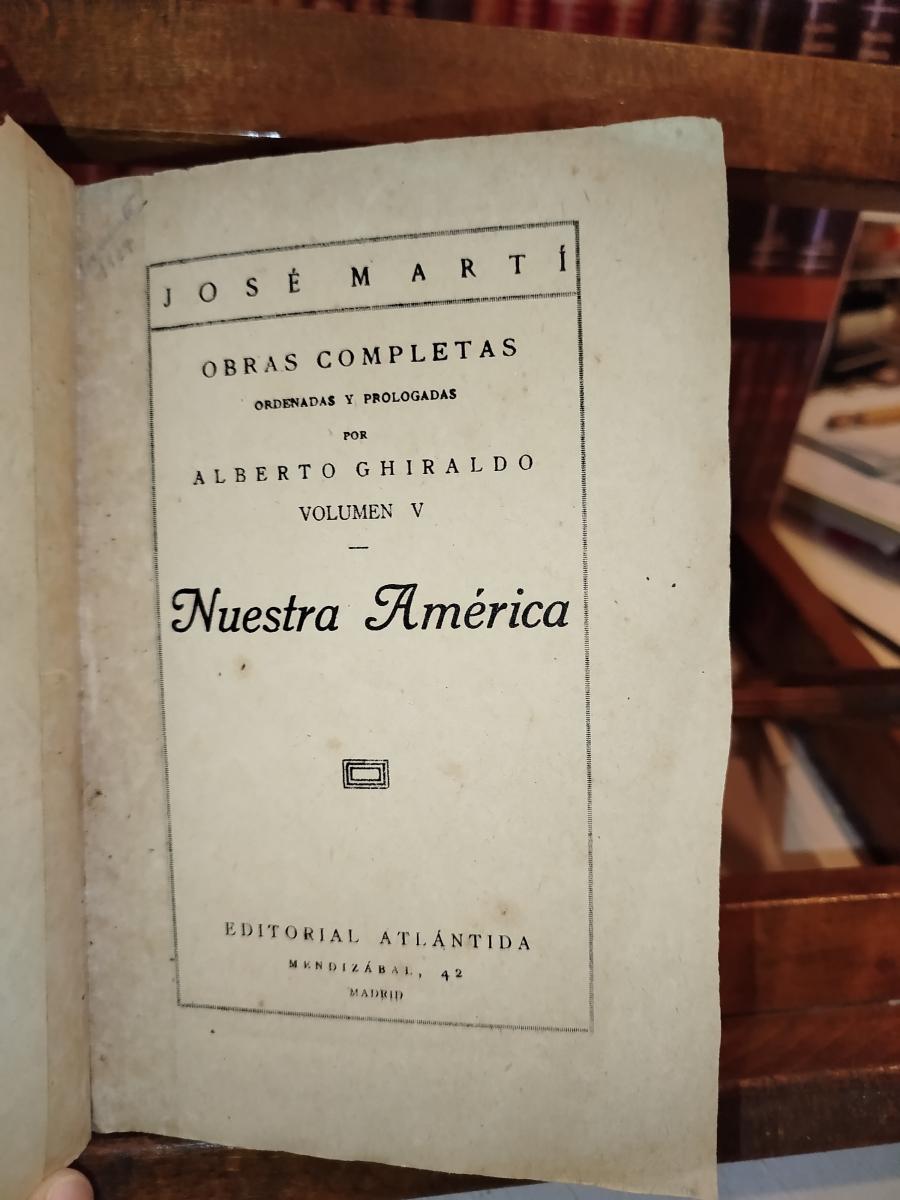 JOSÉ MARTÍ
OBRAS COMPLETAS
ORDENADAS Y PROLOGADAS
POR
ALBERTO GHIRALDO
VOLUMEN V
—
Nuestra América
EDITORIAL ATLÁNTIDA
MENDIZÁBAL, 42
MADRID